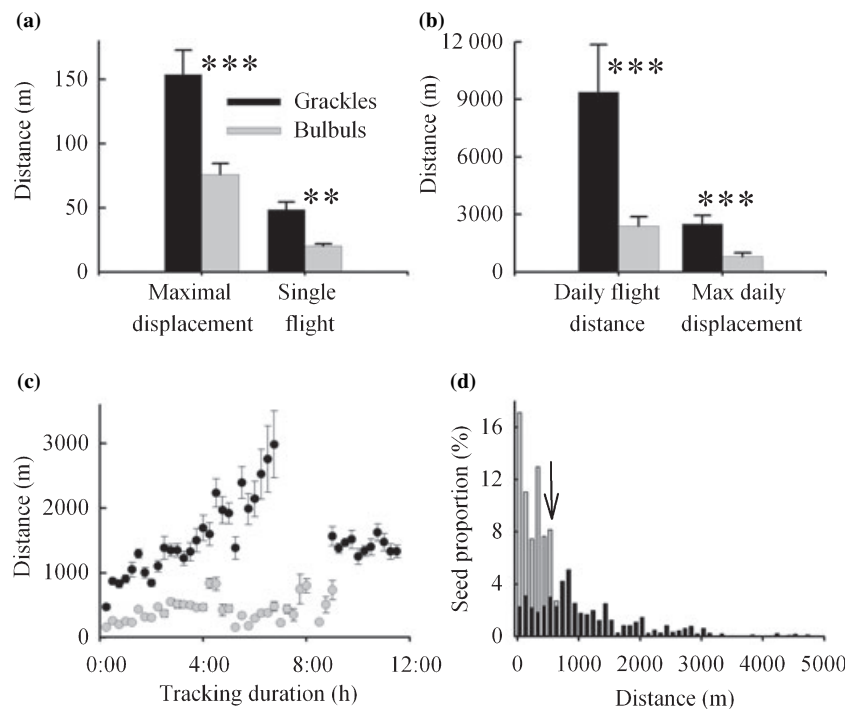 (a)
Distance (m)
150
100
50
0
***
**
Grackles
Bulbuls
Maximal
displacement
Single
flight
(b)
Distance (m)
12 000
9000
6000
3000
0
***
***
Daily flight
distance
Max daily
displacement
(c)
Distance (m)
3000
2000
1000
0
0:00 4:00 8:00 12:00
Tracking duration (h)
(d)
Seed proportion (%)
16
12
8
4
0
0 1000 2000 3000 4000 5000
Distance (m)